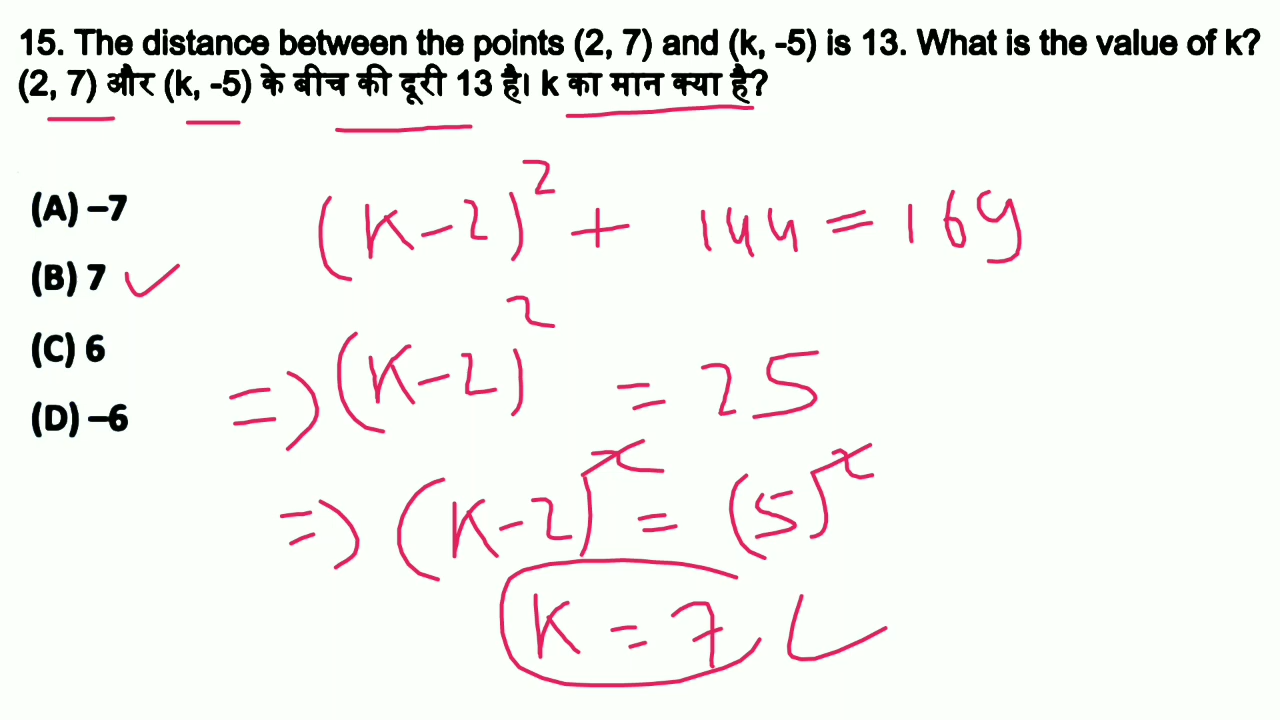 15. The distance between the points (2, 7) and (k, -5) is 13. What is the value of k?
(2, 7) और (k, -5) के बीच की दूरी 13 है। k का मान क्या है?
(A) –7
(B) 7 ✓
(C) 6
(D) –6
(K-2)² + 144 = 169
=> (K-2)² = 25
=> (K-2)² = (5)²
K = 7